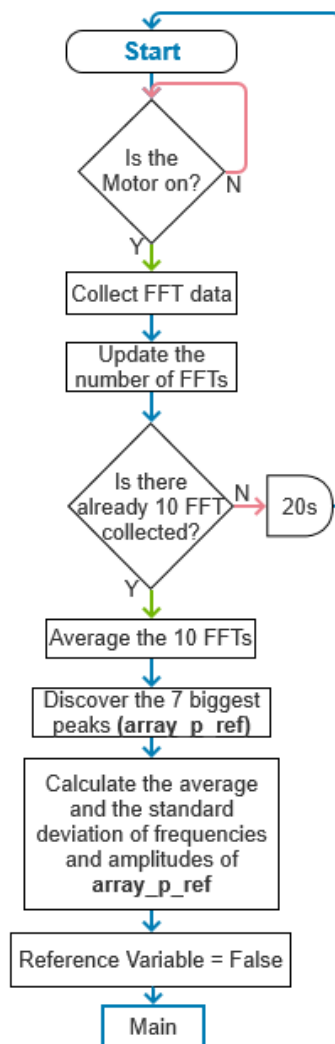 Start
Is the
Motor on?
N
Y
Collect FFT data
Update the
number of FFTs
Is there
already 10 FFT
collected?
N
20s
Y
Average the 10 FFTs
Discover the 7 biggest
peaks (array_p_ref)
Calculate the average
and the standard
deviation of frequencies
and amplitudes of
array_p_ref
Reference Variable = False
Main